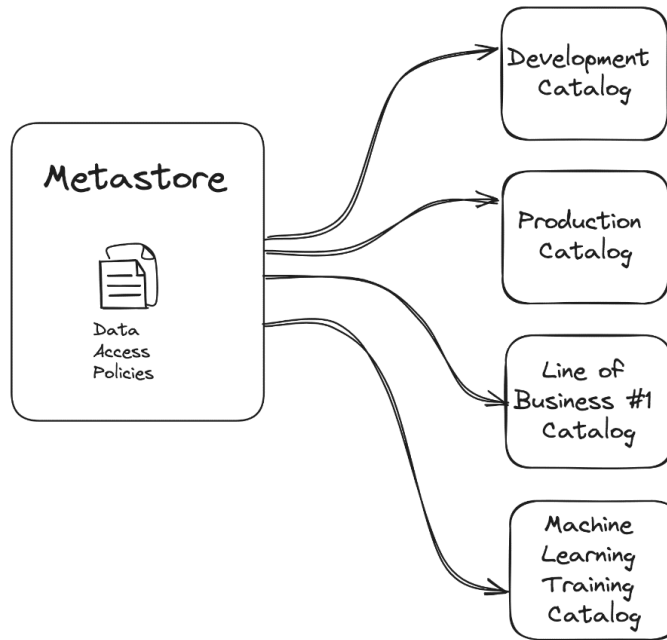 Metastore
Data
Access
Policies
Development
Catalog
Production
Catalog
Line of
Business #1
Catalog
Machine
Learning
Training
Catalog